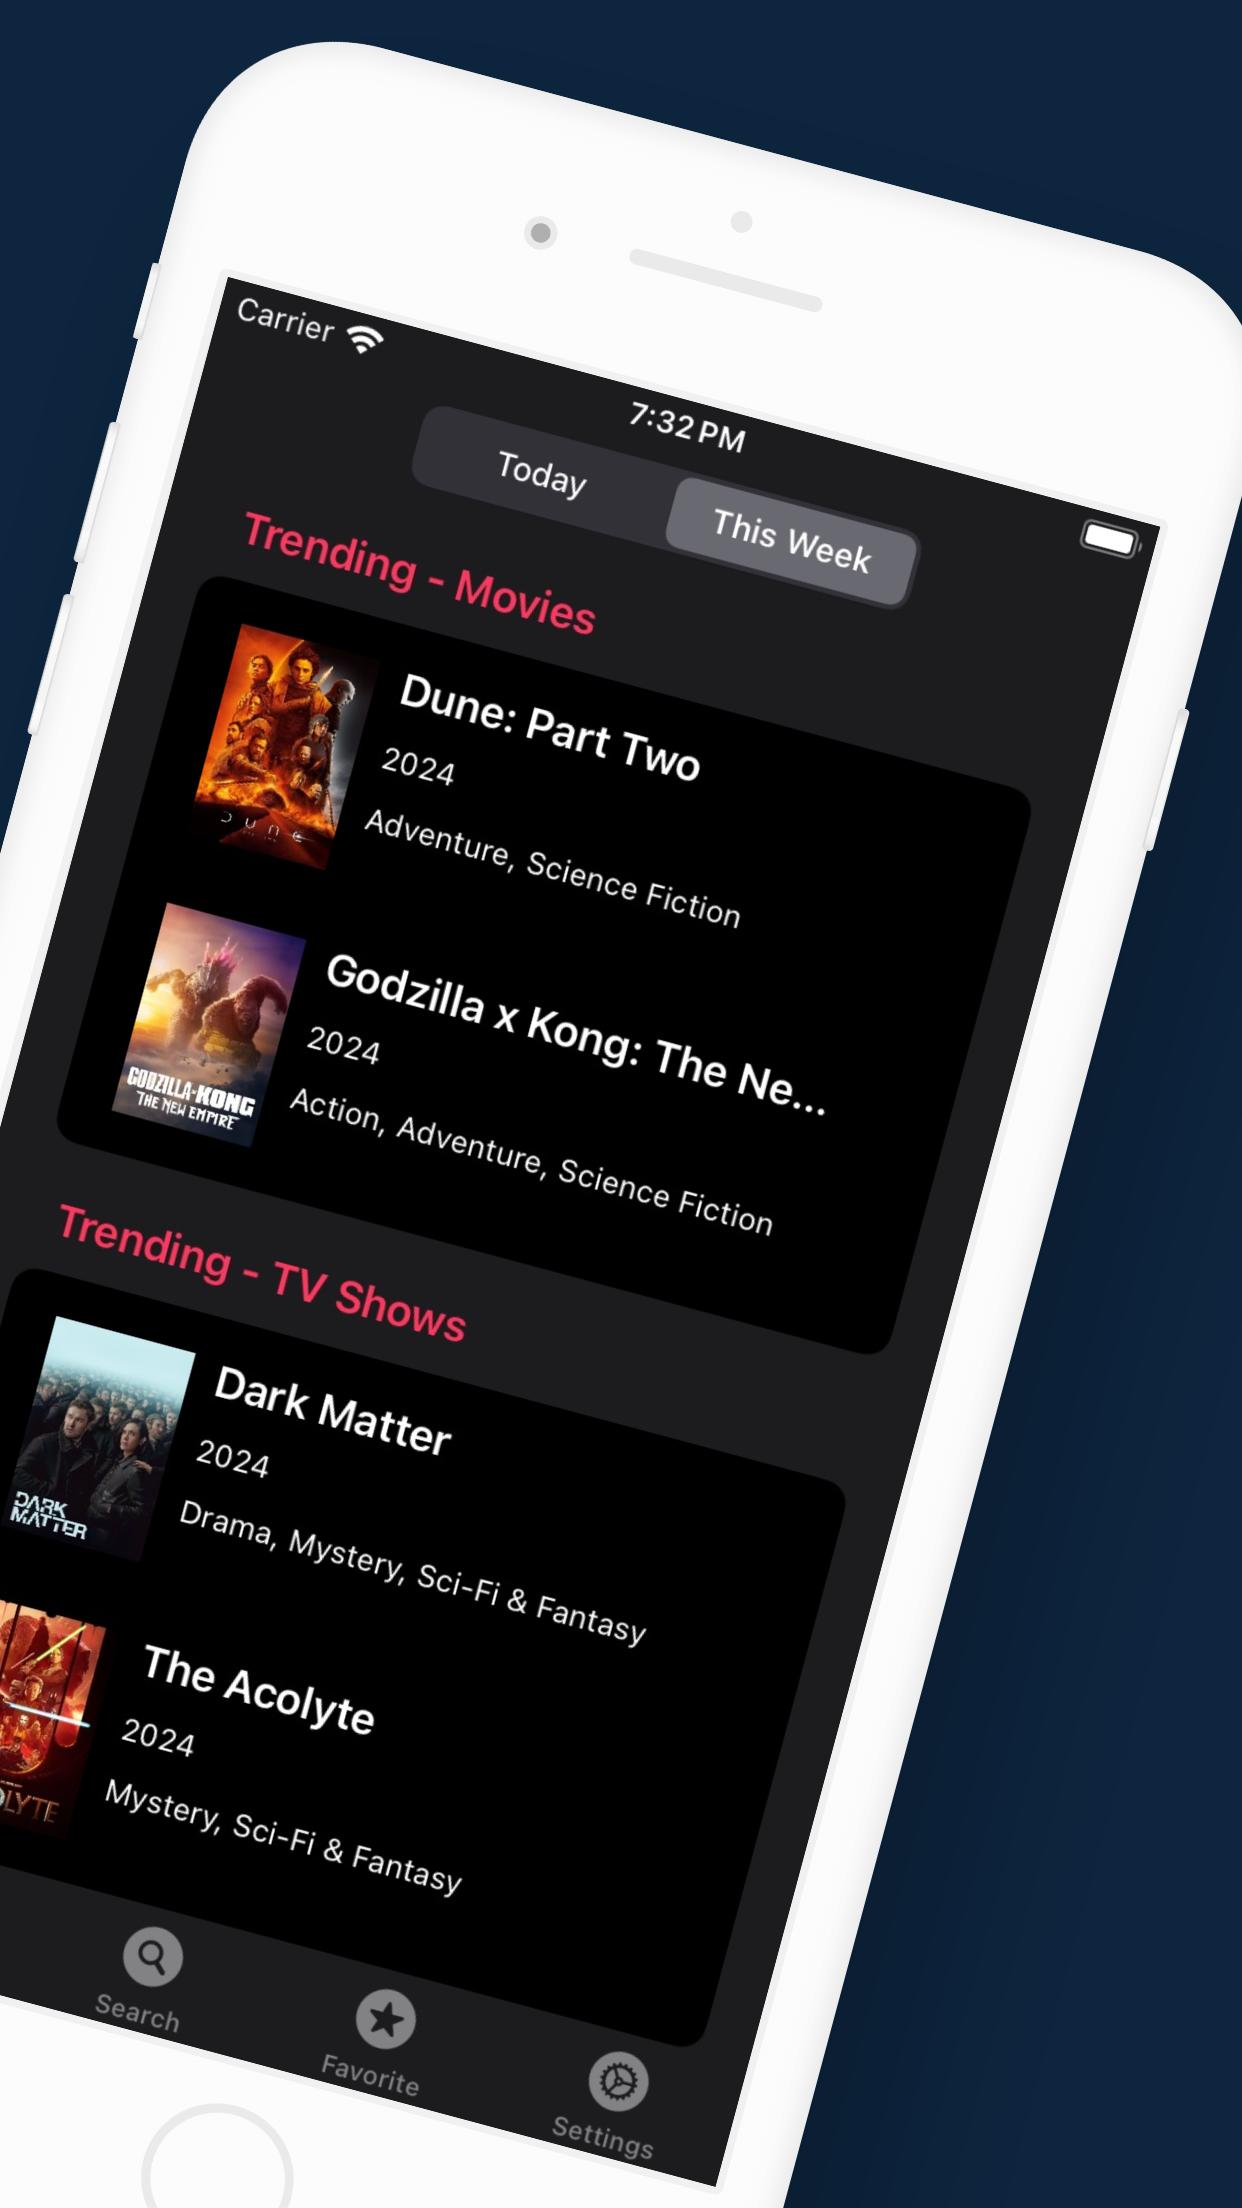 Carrier
7:32 PM
Today
This Week
Trending - Movies
DUNE
Dune: Part Two
2024
Adventure, Science Fiction
GODZILLA x KONG
THE NEW EMPIRE
Godzilla x Kong: The Ne...
2024
Action, Adventure, Science Fiction
Trending - TV Shows
DARK
MATTER
Dark Matter
2024
Drama, Mystery, Sci-Fi & Fantasy
OLYTE
The Acolyte
2024
Mystery, Sci-Fi & Fantasy
Search
Favorite
Settings